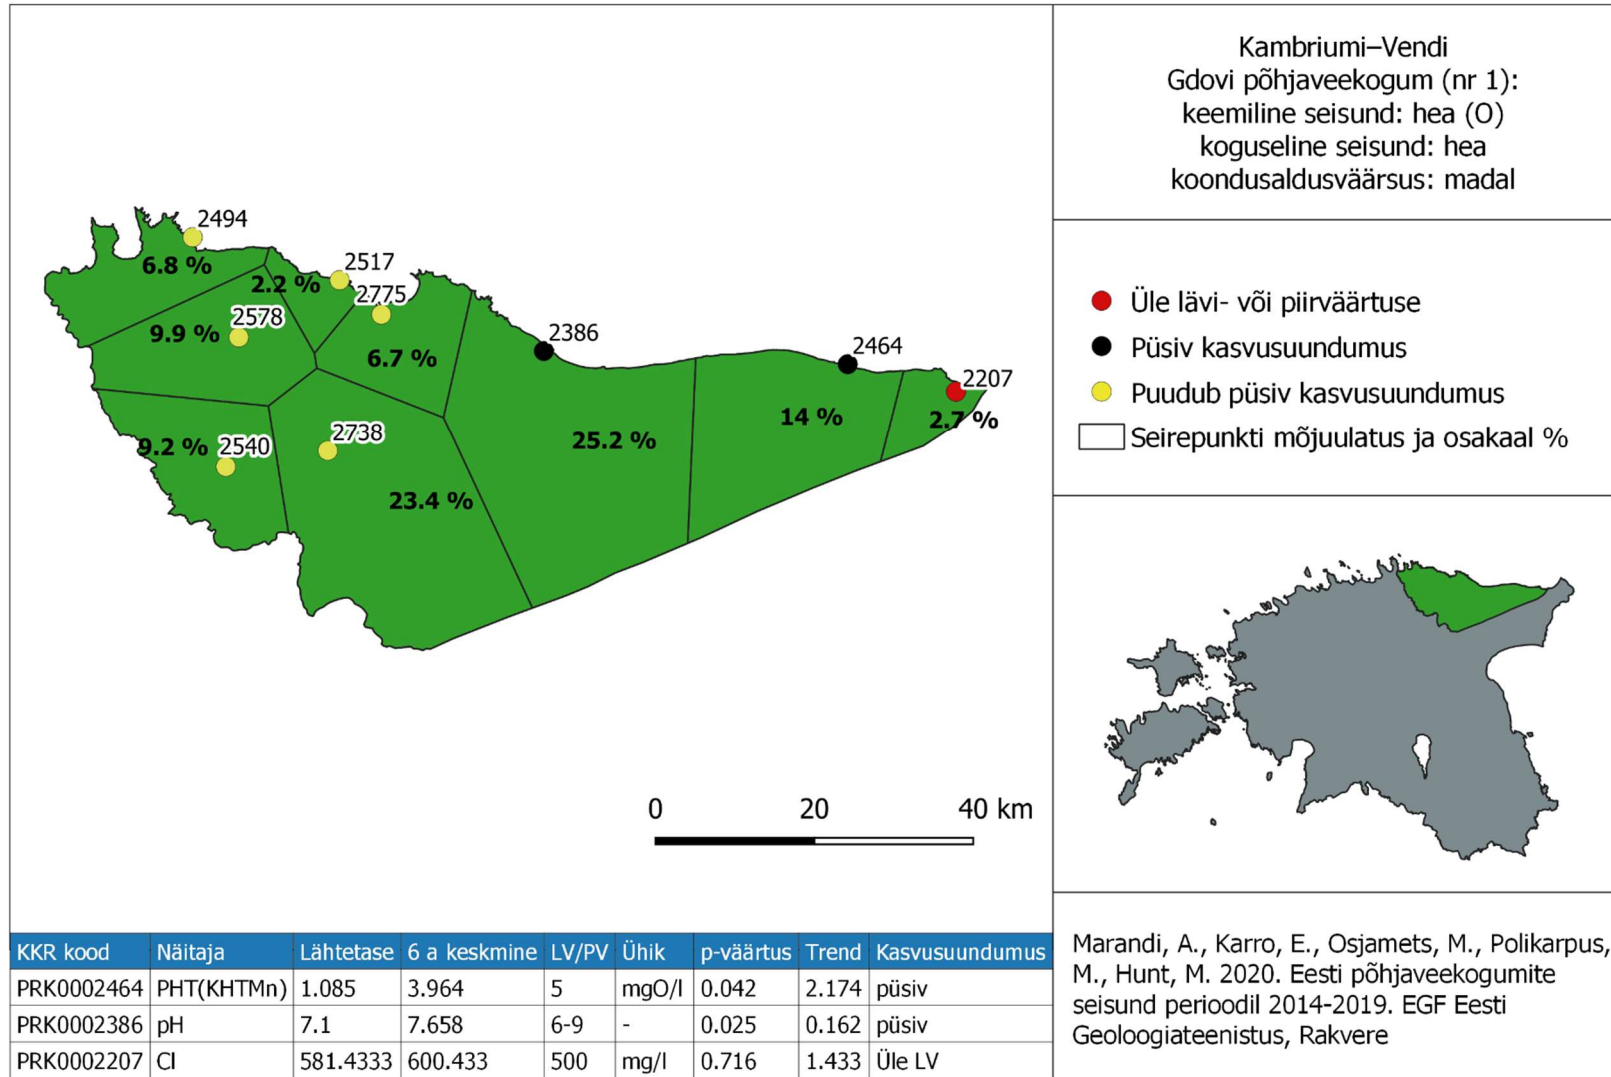 Kambriumi–Vendi
Gdovi põhjaveekogum (nr 1):
keemiline seisund: hea (O)
koguseline seisund: hea
koondusaldusväärsus: madal
Üle lävi- või piirväärtuse
Püsiv kasvusuundumus
Puudub püsiv kasvusuundumus
Seirepunkti mõjuulatus ja osakaal %
2494
6.8 %
2517
2.2 %
2775
2578
9.9 %
6.7 %
2386
2464
2207
2.7 %
14 %
25.2 %
9.2 %
2540
2738
23.4 %
0 20 40 km
KKR kood Näitaja Lähtetase 6 a keskmine LV/PV Ühik p-väärtus Trend Kasvusuundumus
PRK0002464 PHT(KHTMn) 1.085 3.964 5 mgO/l 0.042 2.174 püsiv
PRK0002386 pH 7.1 7.658 6-9 - 0.025 0.162 püsiv
PRK0002207 Cl 581.4333 600.433 500 mg/l 0.716 1.433 Üle LV
Marandi, A., Karro, E., Osjamets, M., Polikarpus,
M., Hunt, M. 2020. Eesti põhjaveekogumite
seisund perioodil 2014-2019. EGF Eesti
Geoloogiateenistus, Rakvere